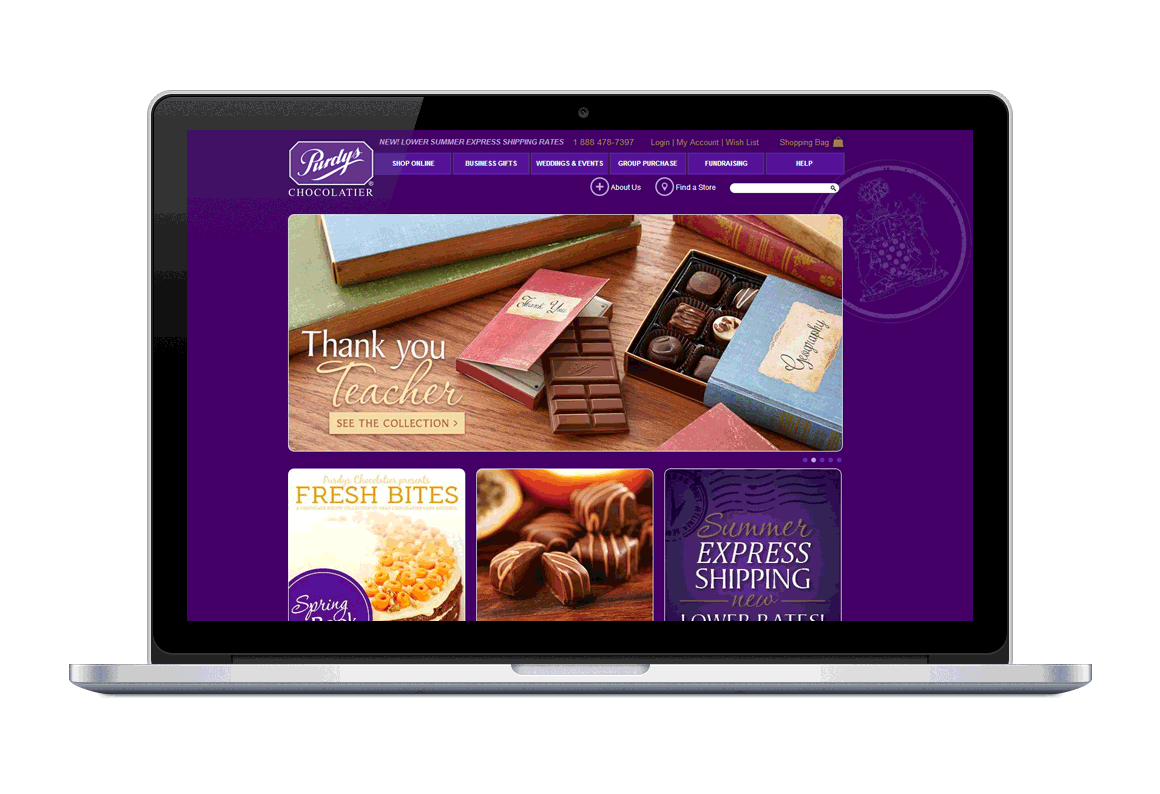 NEW! LOWER SUMMER EXPRESS SHIPPING RATES 1 888 478-7397 Login | My Account | Wish List Shopping Bag
Purdys
CHOCOLATIER®
SHOP ONLINE BUSINESS GIFTS WEDDINGS & EVENTS GROUP PURCHASE FUNDRAISING HELP
About Us Find a Store
Thank You
Geography
Thank you
Teacher
SEE THE COLLECTION >
Purdys Chocolatier presents
FRESH BITES
Spring
Book
Summer
EXPRESS
SHIPPING
new
LOWER RATES!